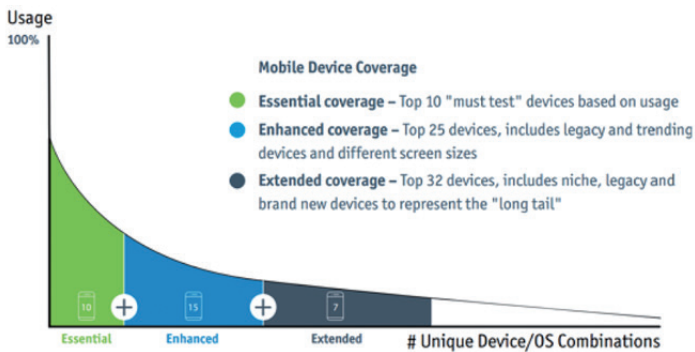 Usage
100%
Mobile Device Coverage
Essential coverage – Top 10 "must test" devices based on usage
Enhanced coverage – Top 25 devices, includes legacy and trending
devices and different screen sizes
Extended coverage – Top 32 devices, includes niche, legacy and
brand new devices to represent the "long tail"
10 + 15 + 7
Essential Enhanced Extended # Unique Device/OS Combinations